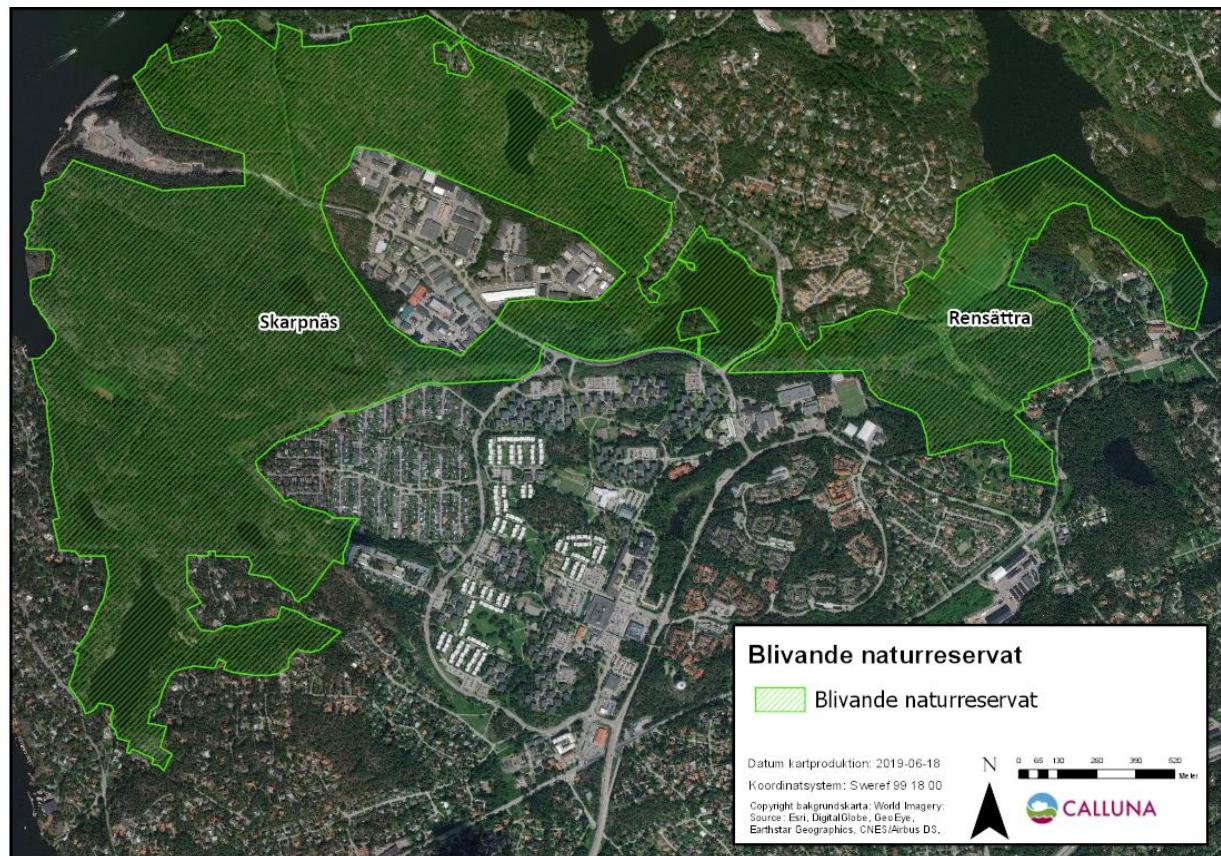 Skarpnäs
Rensättra
Blivande naturreservat
Blivande naturreservat
Datum kartproduktion: 2019-06-18
Koordinatsystem: Sweref 99 18 00
Copyright bakgrundskarta: World Imagery:
Source: Esri, DigitalGlobe, GeoEye,
Earthstar Geographics, CNES/Airbus DS,
N
0 65 130 260 390 520
Meter
CALLUNA